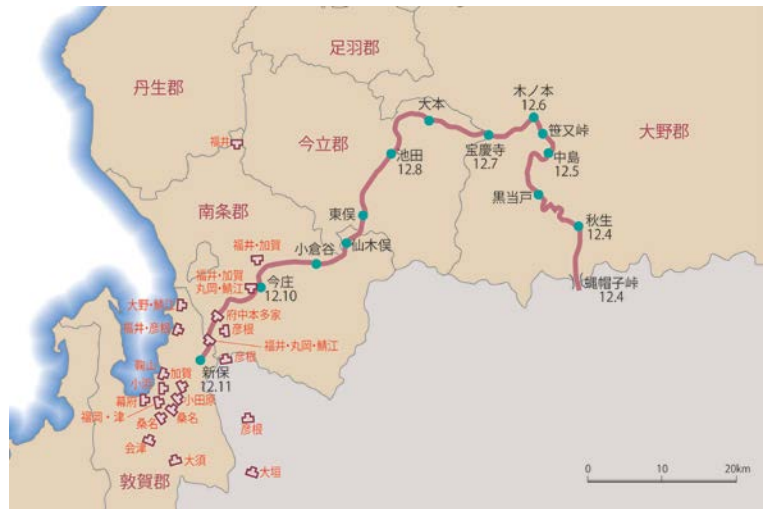 足羽郡
丹生郡
福井
今立郡
大本
木ノ本
12.6
笹又峠
大野郡
宝慶寺
12.7
中島
12.5
池田
12.8
黒当戸
秋生
12.4
南条郡
東俣
仙木俣
小倉谷
福井・加賀
福井・加賀
丸岡・鯖江
今庄
12.10
蝿帽子峠
12.4
大野・鯖江
府中本多家
福井・彦根
彦根
福井・丸岡・鯖江
彦根
新保
12.11
鞠山
加賀
小浜
幕府
小田原
福岡・津
桑名
桑名
彦根
会津
大須
大垣
敦賀郡
0
10
20km